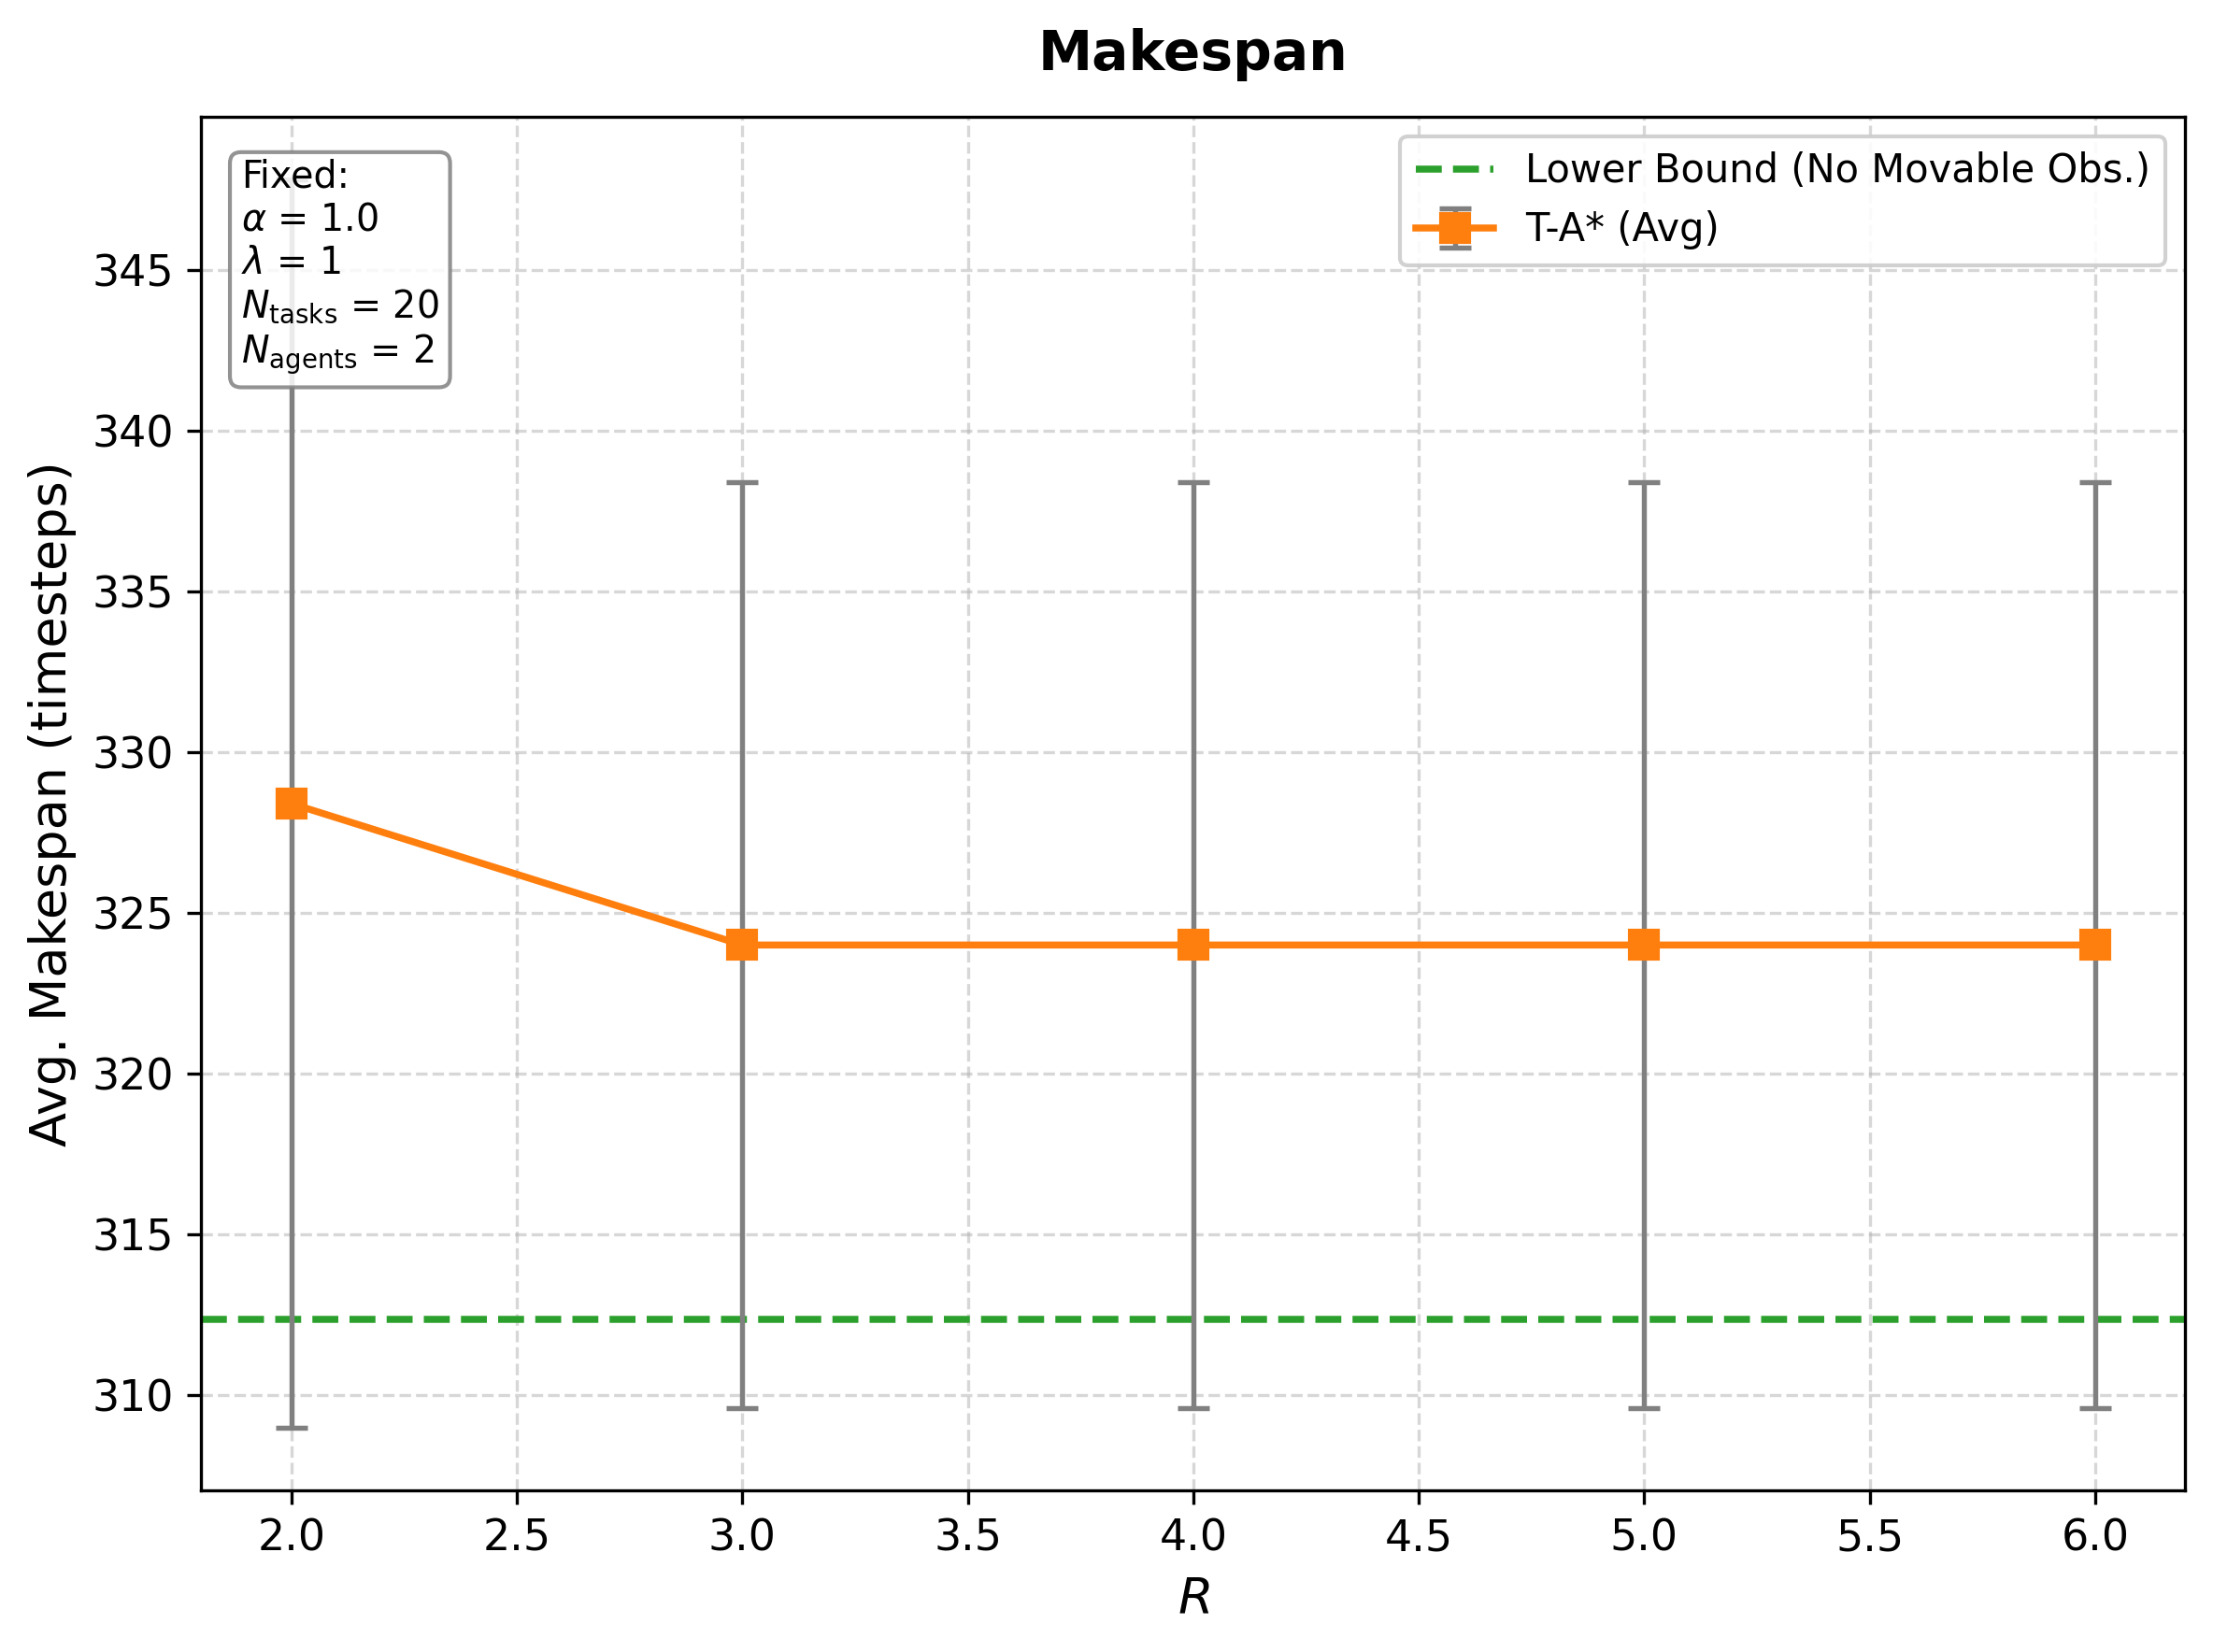 Makespan
Fixed:
α = 1.0
λ = 1
N_tasks = 20
N_agents = 2
Lower Bound (No Movable Obs.)
T-A* (Avg)
Avg. Makespan (timesteps)
345
340
335
330
325
320
315
310
2.0 2.5 3.0 3.5 4.0 4.5 5.0 5.5 6.0
R